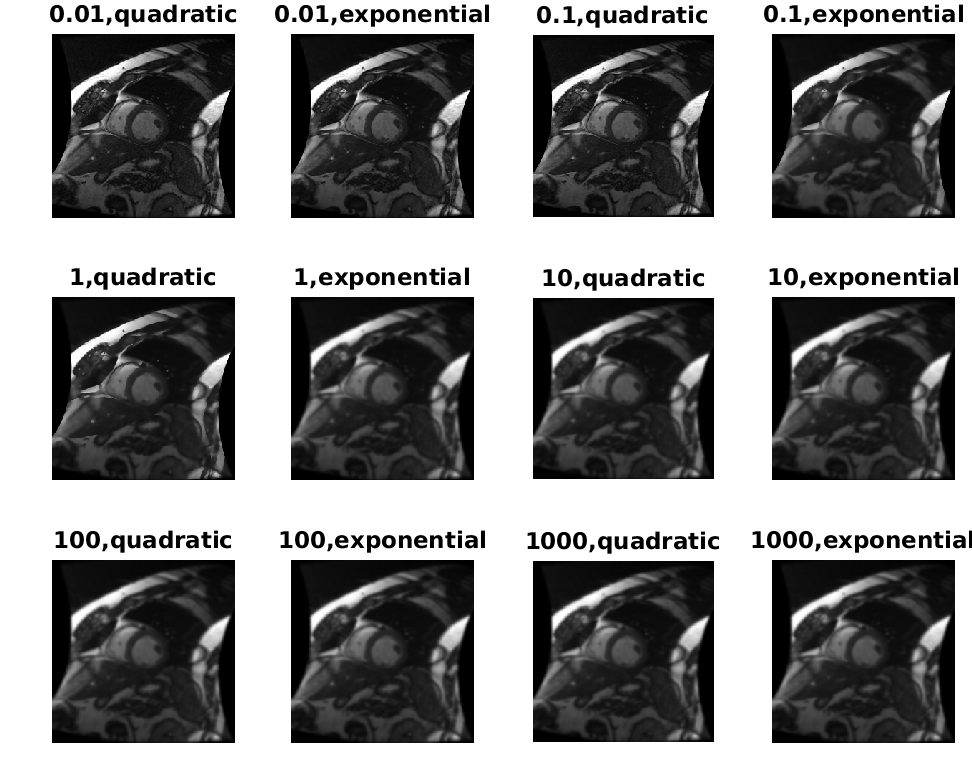 0.01,quadratic
0.01,exponential
0.1,quadratic
0.1,exponential
1,quadratic
1,exponential
10,quadratic
10,exponential
100,quadratic
100,exponential
1000,quadratic
1000,exponential